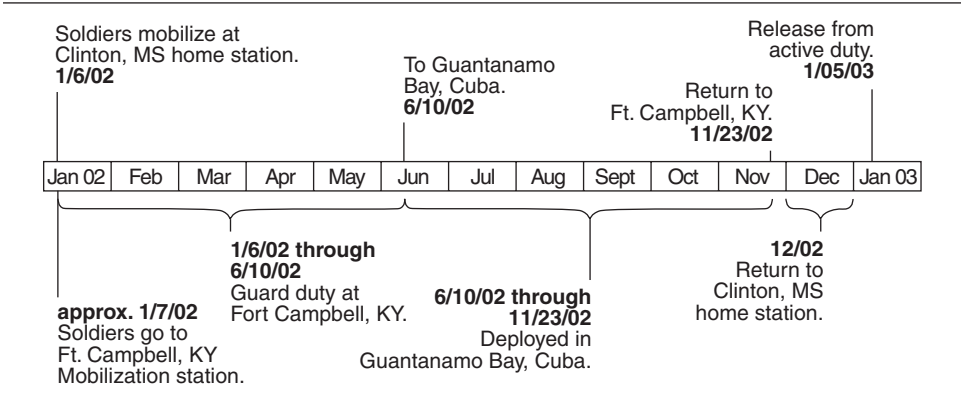 Soldiers mobilize at
Clinton, MS home station.
1/6/02
To Guantanamo
Bay, Cuba.
6/10/02
Return to
Ft. Campbell, KY.
11/23/02
Release from
active duty.
1/05/03
Jan 02 Feb Mar Apr May Jun Jul Aug Sept Oct Nov Dec Jan 03
approx. 1/7/02
Soldiers go to
Ft. Campbell, KY
Mobilization station.
1/6/02 through
6/10/02
Guard duty at
Fort Campbell, KY.
6/10/02 through
11/23/02
Deployed in
Guantanamo Bay, Cuba.
12/02
Return to
Clinton, MS
home station.